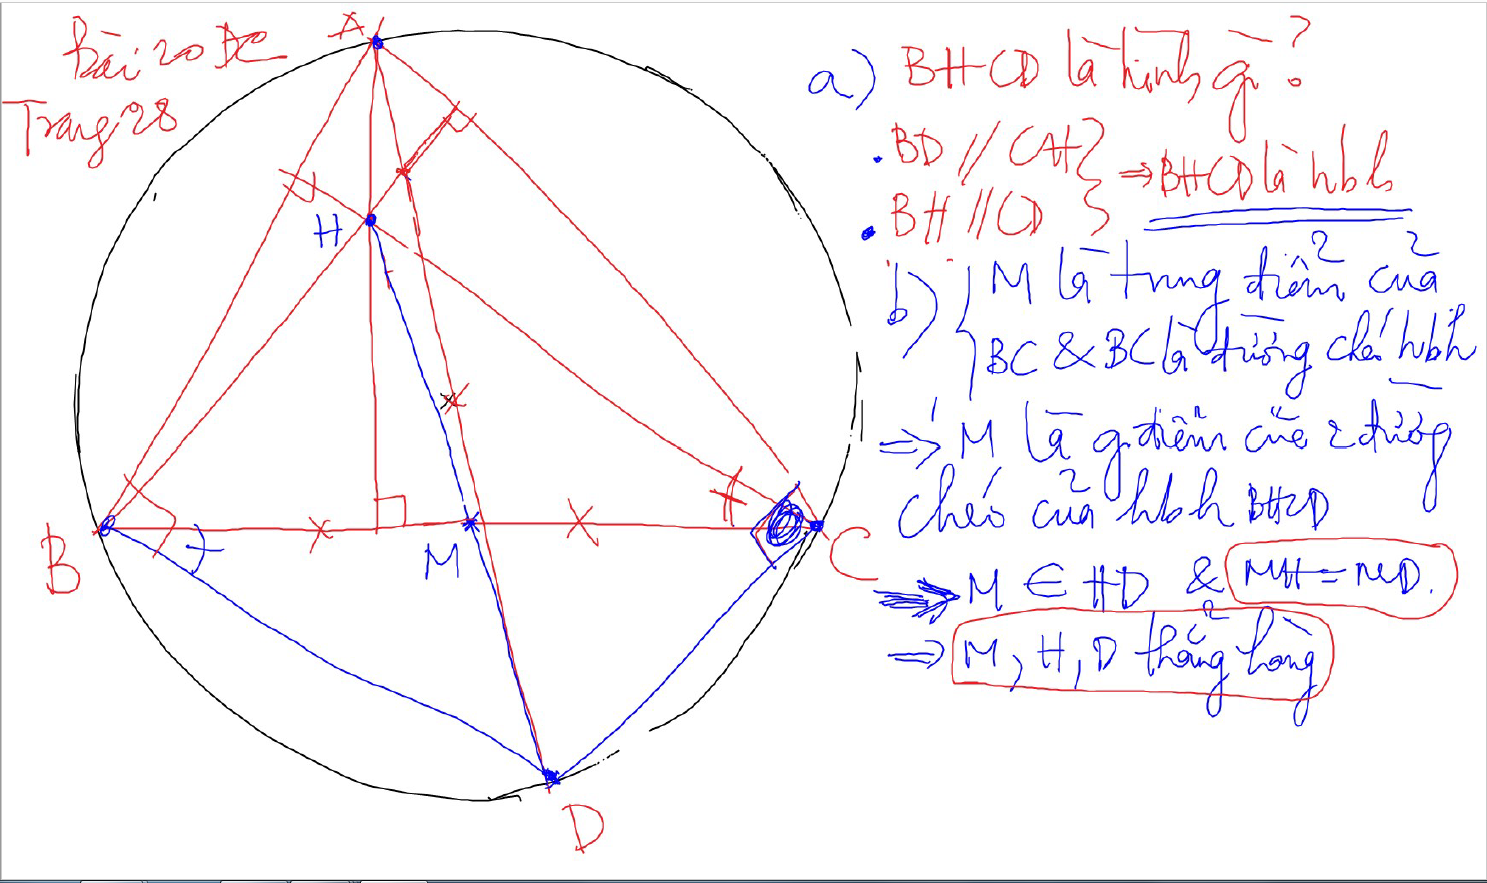 Bài 20 ĐC
Trang 28
A
H
B
M
C
D
a) BHCD là hình gì?
. BD // CH } ⇒ BHCD là hbh
. BH // CD
b) { M là trung điểm của
BC & BC là đường chéo hbh
⇒ M là g.điểm của 2 đường
chéo của hbh BHCD
⇒ M ∈ HD & MH = MD.
⇒ M, H, D thẳng hàng